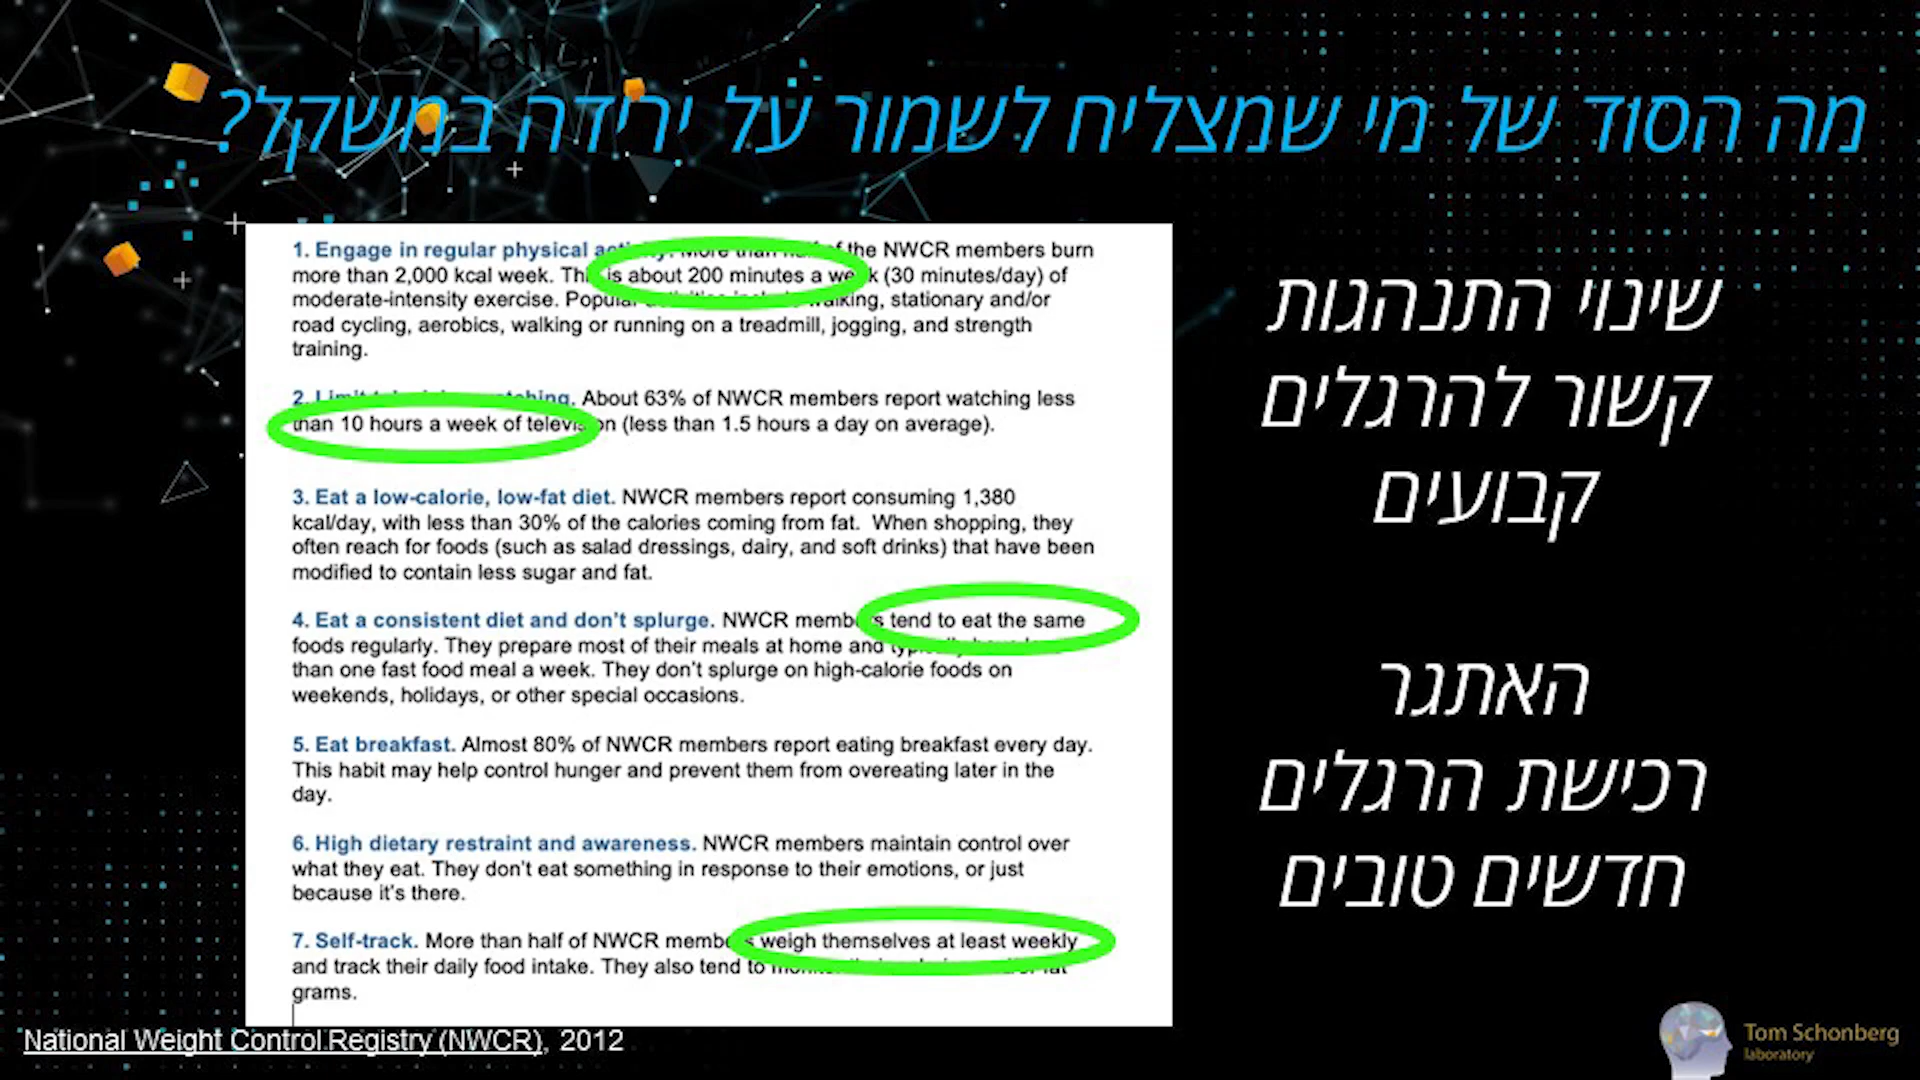 מה הסוד של מי שמצליח לשמור על ירידה במשקל?
1. Engage in regular physical the NWCR members burn
more than 2,000 kcal week. is about 200 minutes a week (30 minutes/day) of
moderate-intensity exercise. Popular walking, stationary and/or
road cycling, aerobics, walking or running on a treadmill, jogging, and strength
training.
2. Limit About 63% of NWCR members report watching less
than 10 hours a week of television (less than 1.5 hours a day on average).
3. Eat a low-calorie, low-fat diet. NWCR members report consuming 1,380
kcal/day, with less than 30% of the calories coming from fat. When shopping, they
often reach for foods (such as salad dressings, dairy, and soft drinks) that have been
modified to contain less sugar and fat.
4. Eat a consistent diet and don't splurge. NWCR members tend to eat the same
foods regularly. They prepare most of their meals at home and
than one fast food meal a week. They don't splurge on high-calorie foods on
weekends, holidays, or other special occasions.
5. Eat breakfast. Almost 80% of NWCR members report eating breakfast every day.
This habit may help control hunger and prevent them from overeating later in the
day.
6. High dietary restraint and awareness. NWCR members maintain control over
what they eat. They don't eat something in response to their emotions, or just
because it's there.
7. Self-track. More than half of NWCR members weigh themselves at least weekly
and track their daily food intake. They also tend to
grams.
שינוי התנהגות
קשור להרגלים
קבועים
האתגר
רכישת הרגלים
חדשים טובים
National Weight Control Registry (NWCR), 2012
Tom Schonberg
laboratory